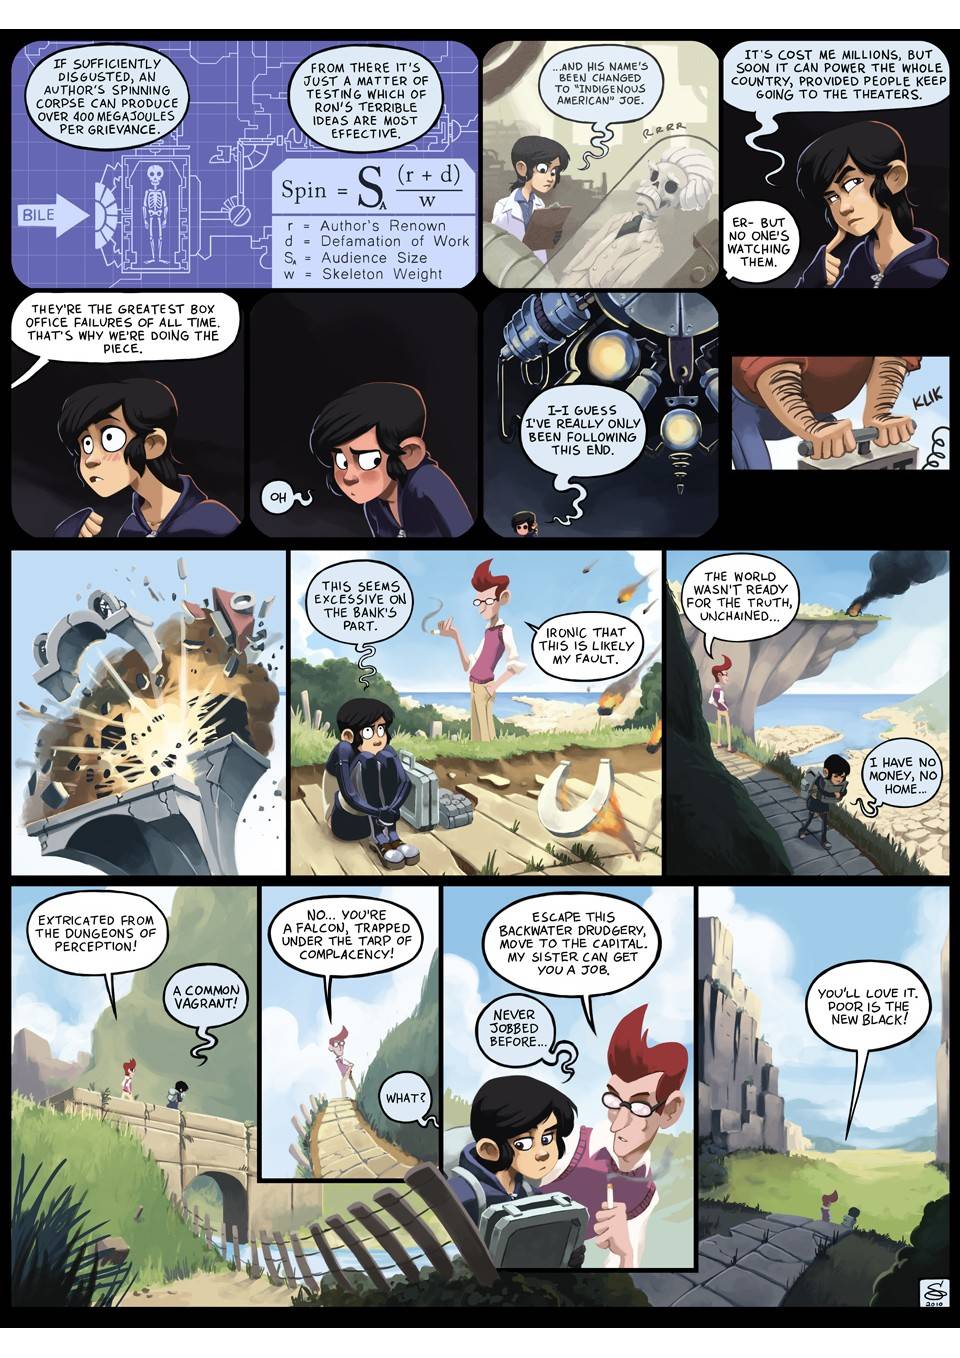 IF SUFFICIENTLY
DISGUSTED, AN
AUTHOR'S SPINNING
CORPSE CAN PRODUCE
OVER 400 MEGAJOULES
PER GRIEVANCE.
FROM THERE IT'S
JUST A MATTER OF
TESTING WHICH OF
RON'S TERRIBLE
IDEAS ARE MOST
EFFECTIVE.
BILE
Spin = SA (r + d)
w
r = Author's Renown
d = Defamation of Work
SA = Audience Size
w = Skeleton Weight
...AND HIS NAME'S
BEEN CHANGED
TO "INDIGENOUS
AMERICAN" JOE.
RRRR
IT'S COST ME MILLIONS, BUT
SOON IT CAN POWER THE WHOLE
COUNTRY, PROVIDED PEOPLE KEEP
GOING TO THE THEATERS.
ER- BUT
NO ONE'S
WATCHING
THEM.
THEY'RE THE GREATEST BOX
OFFICE FAILURES OF ALL TIME.
THAT'S WHY WE'RE DOING THE
PIECE.
OH
I-I GUESS
I'VE REALLY ONLY
BEEN FOLLOWING
THIS END.
KLIK
THIS SEEMS
EXCESSIVE ON
THE BANK'S
PART.
IRONIC THAT
THIS IS LIKELY
MY FAULT.
THE WORLD
WASN'T READY
FOR THE TRUTH,
UNCHAINED...
I HAVE NO
MONEY, NO
HOME...
EXTRICATED FROM
THE DUNGEONS OF
PERCEPTION!
A COMMON
VAGRANT!
NO... YOU'RE
A FALCON, TRAPPED
UNDER THE TARP OF
COMPLACENCY!
WHAT?
ESCAPE THIS
BACKWATER DRUDGERY,
MOVE TO THE CAPITAL.
MY SISTER CAN GET
YOU A JOB.
NEVER
JOBBED
BEFORE...
YOU'LL LOVE IT.
POOR IS THE
NEW BLACK!
2010